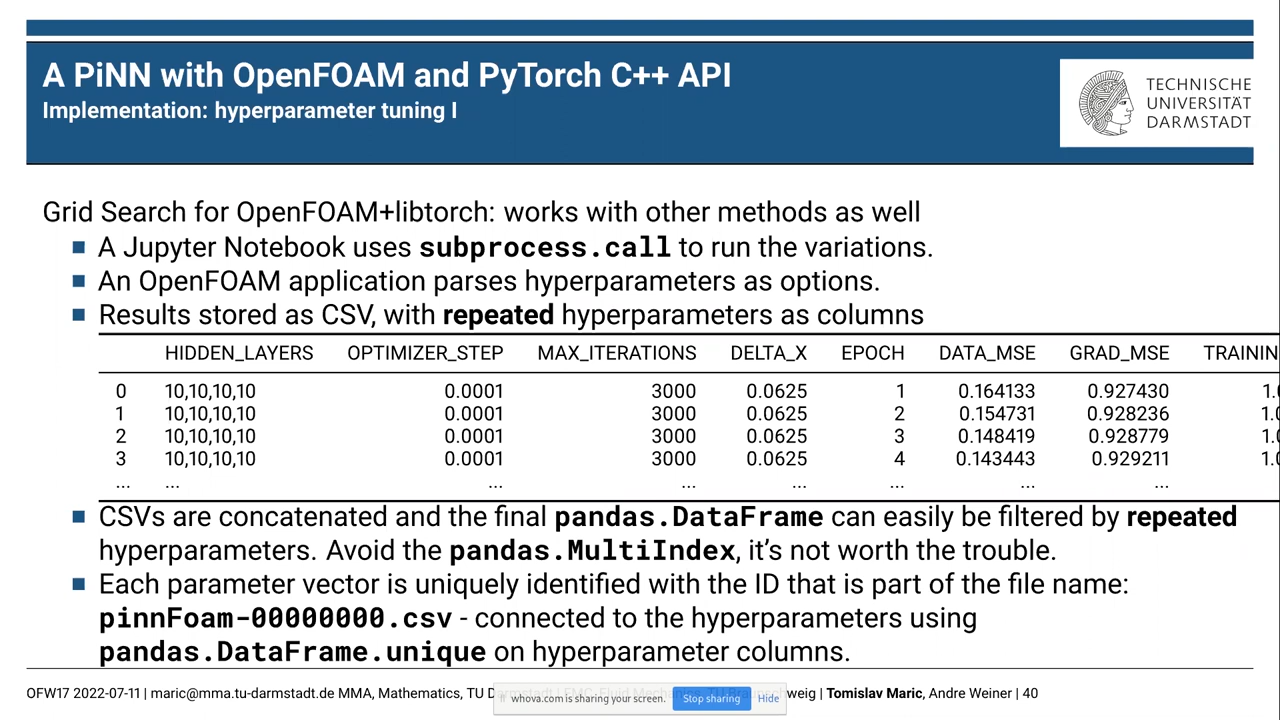 A PiNN with OpenFOAM and PyTorch C++ API
Implementation: hyperparameter tuning I
TECHNISCHE
UNIVERSITÄT
DARMSTADT
Grid Search for OpenFOAM+libtorch: works with other methods as well
A Jupyter Notebook uses subprocess.call to run the variations.
An OpenFOAM application parses hyperparameters as options.
Results stored as CSV, with repeated hyperparameters as columns
HIDDEN_LAYERS OPTIMIZER_STEP MAX_ITERATIONS DELTA_X EPOCH DATA_MSE GRAD_MSE TRAININ
0 10,10,10,10 0.0001 3000 0.0625 1 0.164133 0.927430 1.0
1 10,10,10,10 0.0001 3000 0.0625 2 0.154731 0.928236 1.0
2 10,10,10,10 0.0001 3000 0.0625 3 0.148419 0.928779 1.0
3 10,10,10,10 0.0001 3000 0.0625 4 0.143443 0.929211 1.0
... ... ... ... ... ... ... ...
CSVs are concatenated and the final pandas.DataFrame can easily be filtered by repeated
hyperparameters. Avoid the pandas.MultiIndex, it's not worth the trouble.
Each parameter vector is uniquely identified with the ID that is part of the file name:
pinnFoam-00000000.csv - connected to the hyperparameters using
pandas.DataFrame.unique on hyperparameter columns.
OFW17 2022-07-11 | maric@mma.tu-darmstadt.de MMA, Mathematics, TU | Tomislav Maric, Andre Weiner | 40
whova.com is sharing your screen. Stop sharing Hide